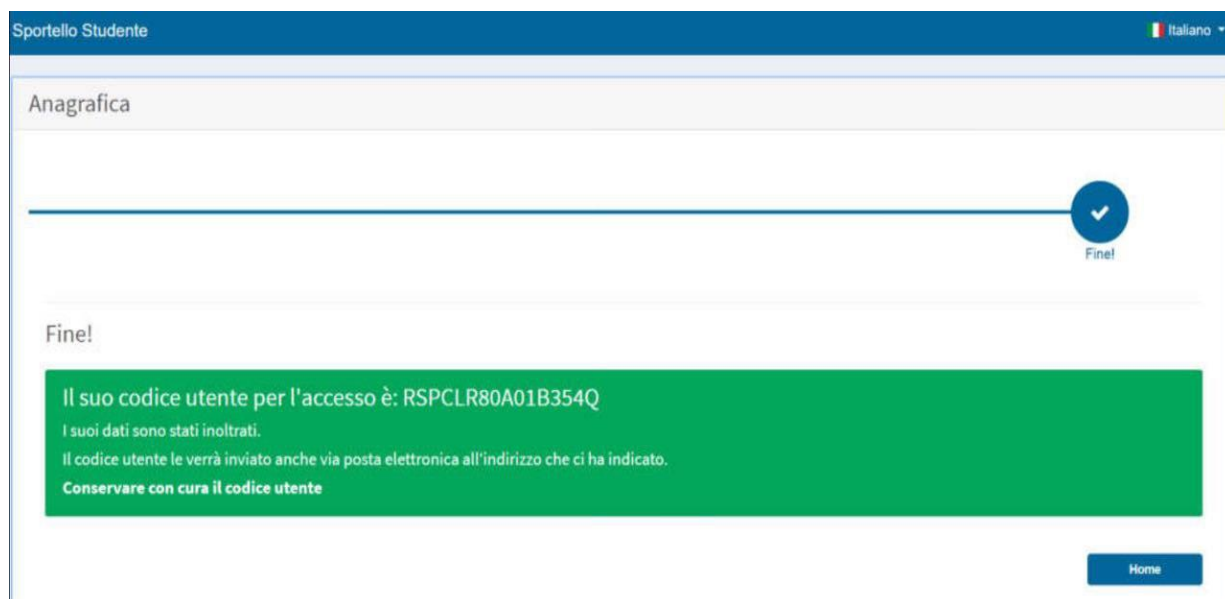 Sportello Studente
Italiano
Anagrafica
Fine!
Fine!
Il suo codice utente per l'accesso è: RSPCLR80A01B354Q
I suoi dati sono stati inoltrati.
Il codice utente le verrà inviato anche via posta elettronica all'indirizzo che ci ha indicato.
Conservare con cura il codice utente
Home